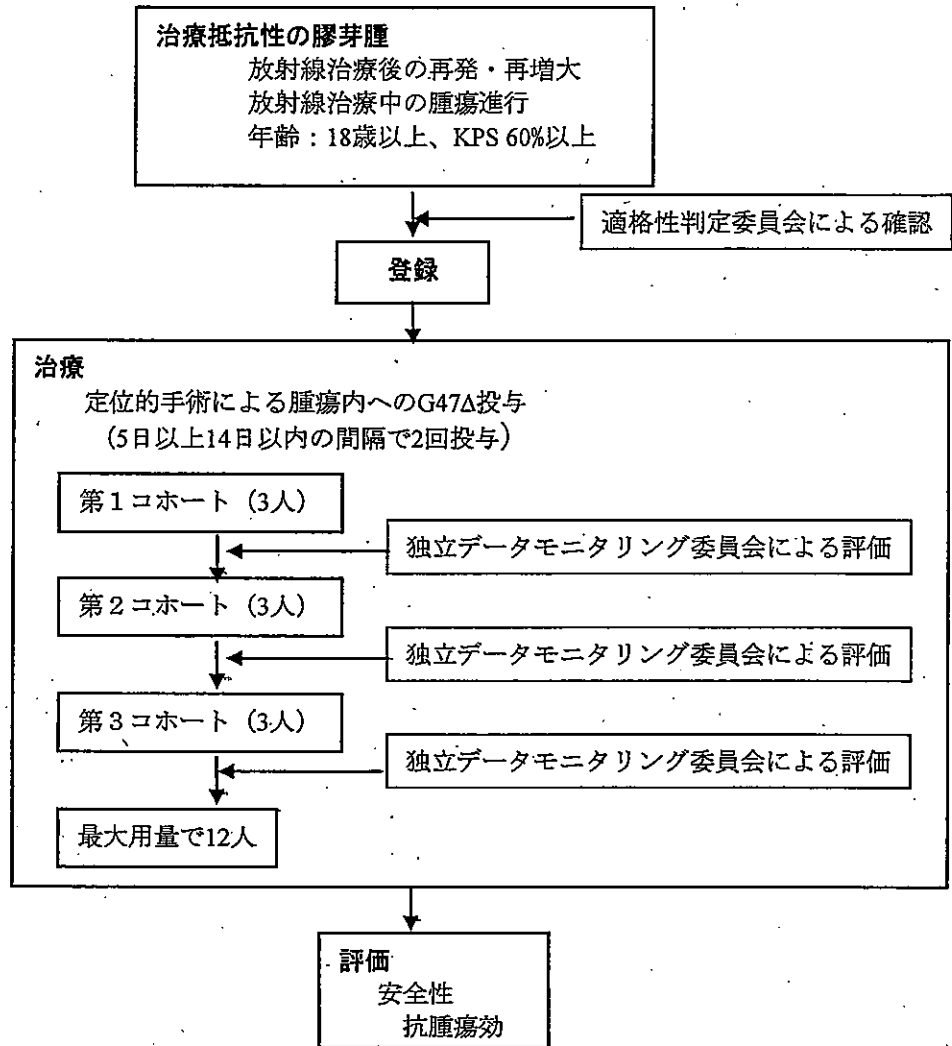 治療抵抗性の膠芽腫
放射線治療後の再発・再増大
放射線治療中の腫瘍進行
年齢：18歳以上、KPS 60%以上
適格性判定委員会による確認
登録
治療
定位的手術による腫瘍内へのG47Δ投与
（5日以上14日以内の間隔で2回投与）
第１コホート（3人）
独立データモニタリング委員会による評価
第２コホート（3人）
独立データモニタリング委員会による評価
第３コホート（3人）
独立データモニタリング委員会による評価
最大用量で12人
評価
安全性
抗腫瘍効